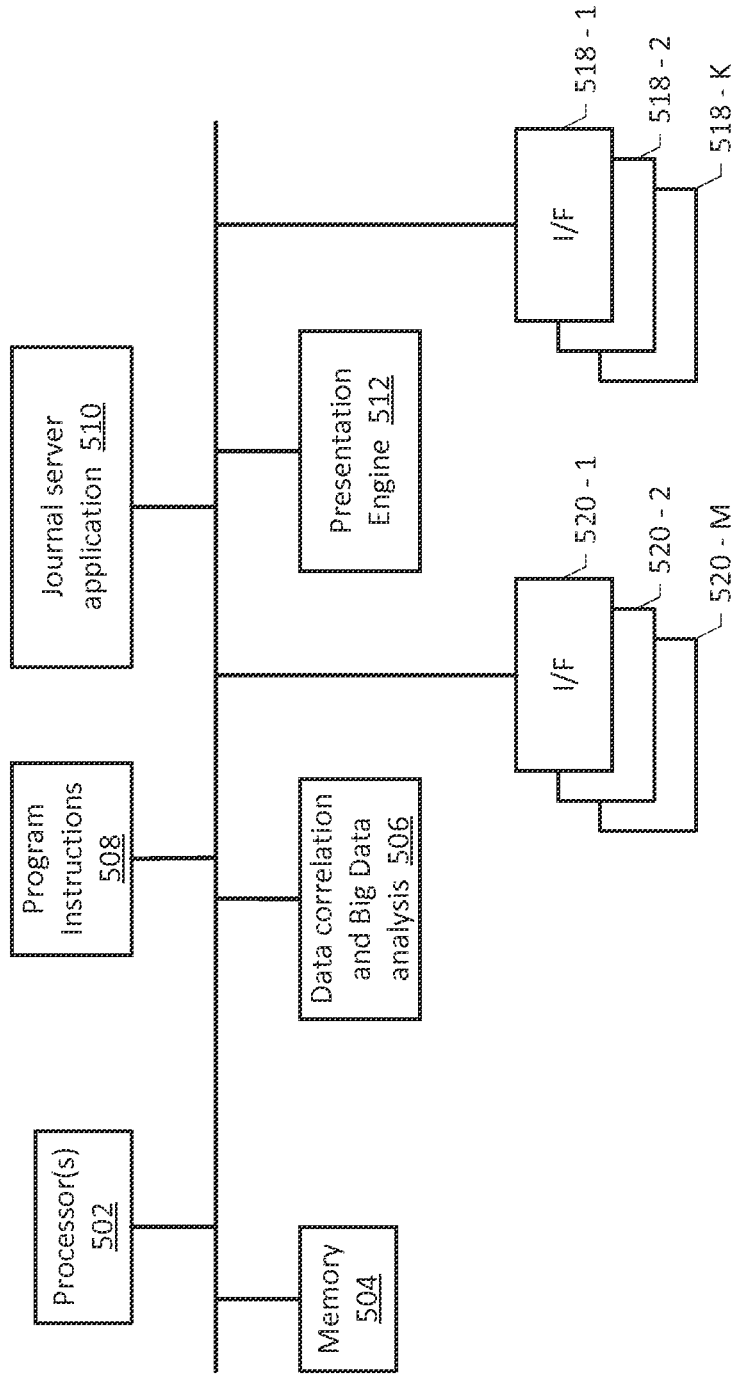 Processor(s)
502
Program
Instructions
508
Journal server
application 510
Memory
504
Data correlation
and Big Data
analysis 506
Presentation
Engine 512
I/F
520 - 1
520 - 2
520 - M
I/F
518 - 1
518 - 2
518 - K